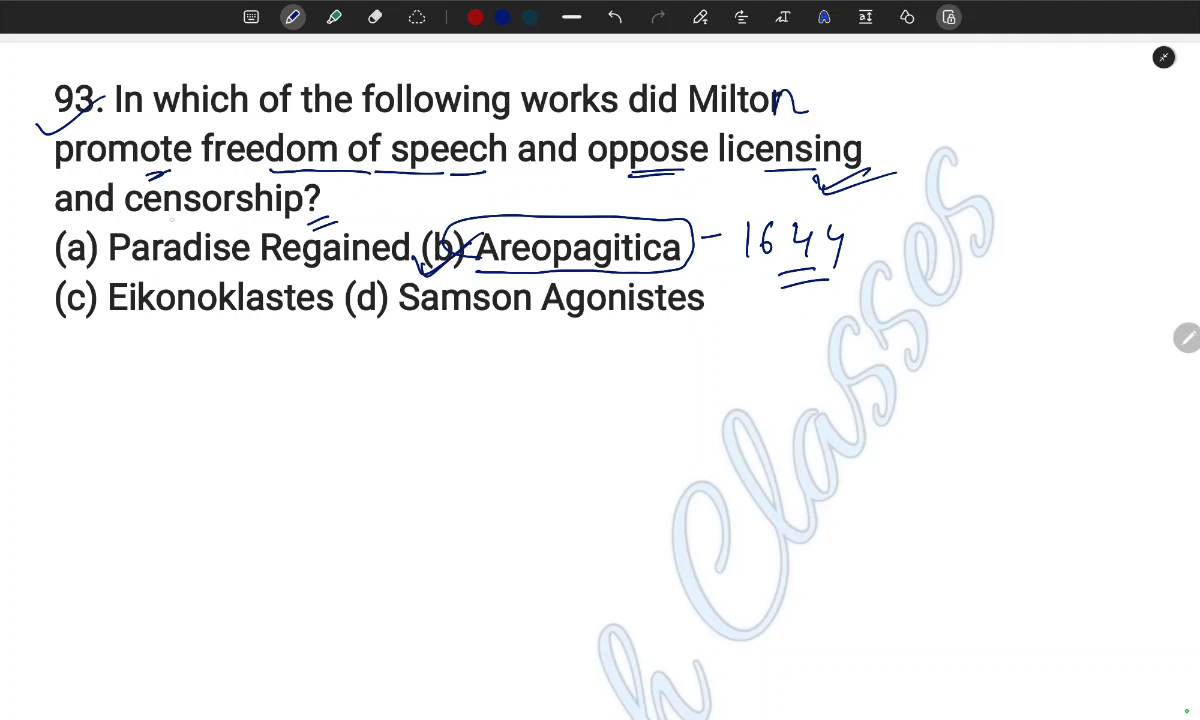 93. In which of the following works did Milton
promote freedom of speech and oppose licensing
and censorship?
(a) Paradise Regained (b) Areopagitica - 1644
(c) Eikonoklastes (d) Samson Agonistes
h Classes